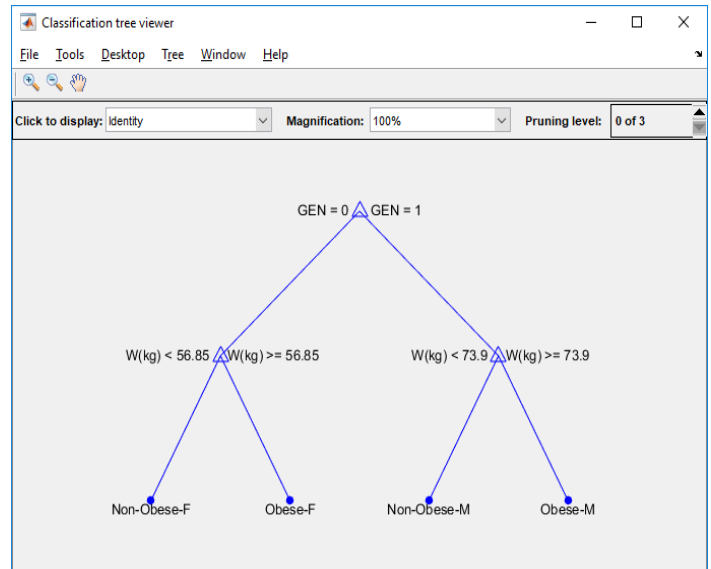 Classification tree viewer
File Tools Desktop Tree Window Help
Click to display: Identity Magnification: 100% Pruning level: 0 of 3
GEN = 0 GEN = 1
W(kg) < 56.85 W(kg) >= 56.85 W(kg) < 73.9 W(kg) >= 73.9
Non-Obese-F Obese-F Non-Obese-M Obese-M